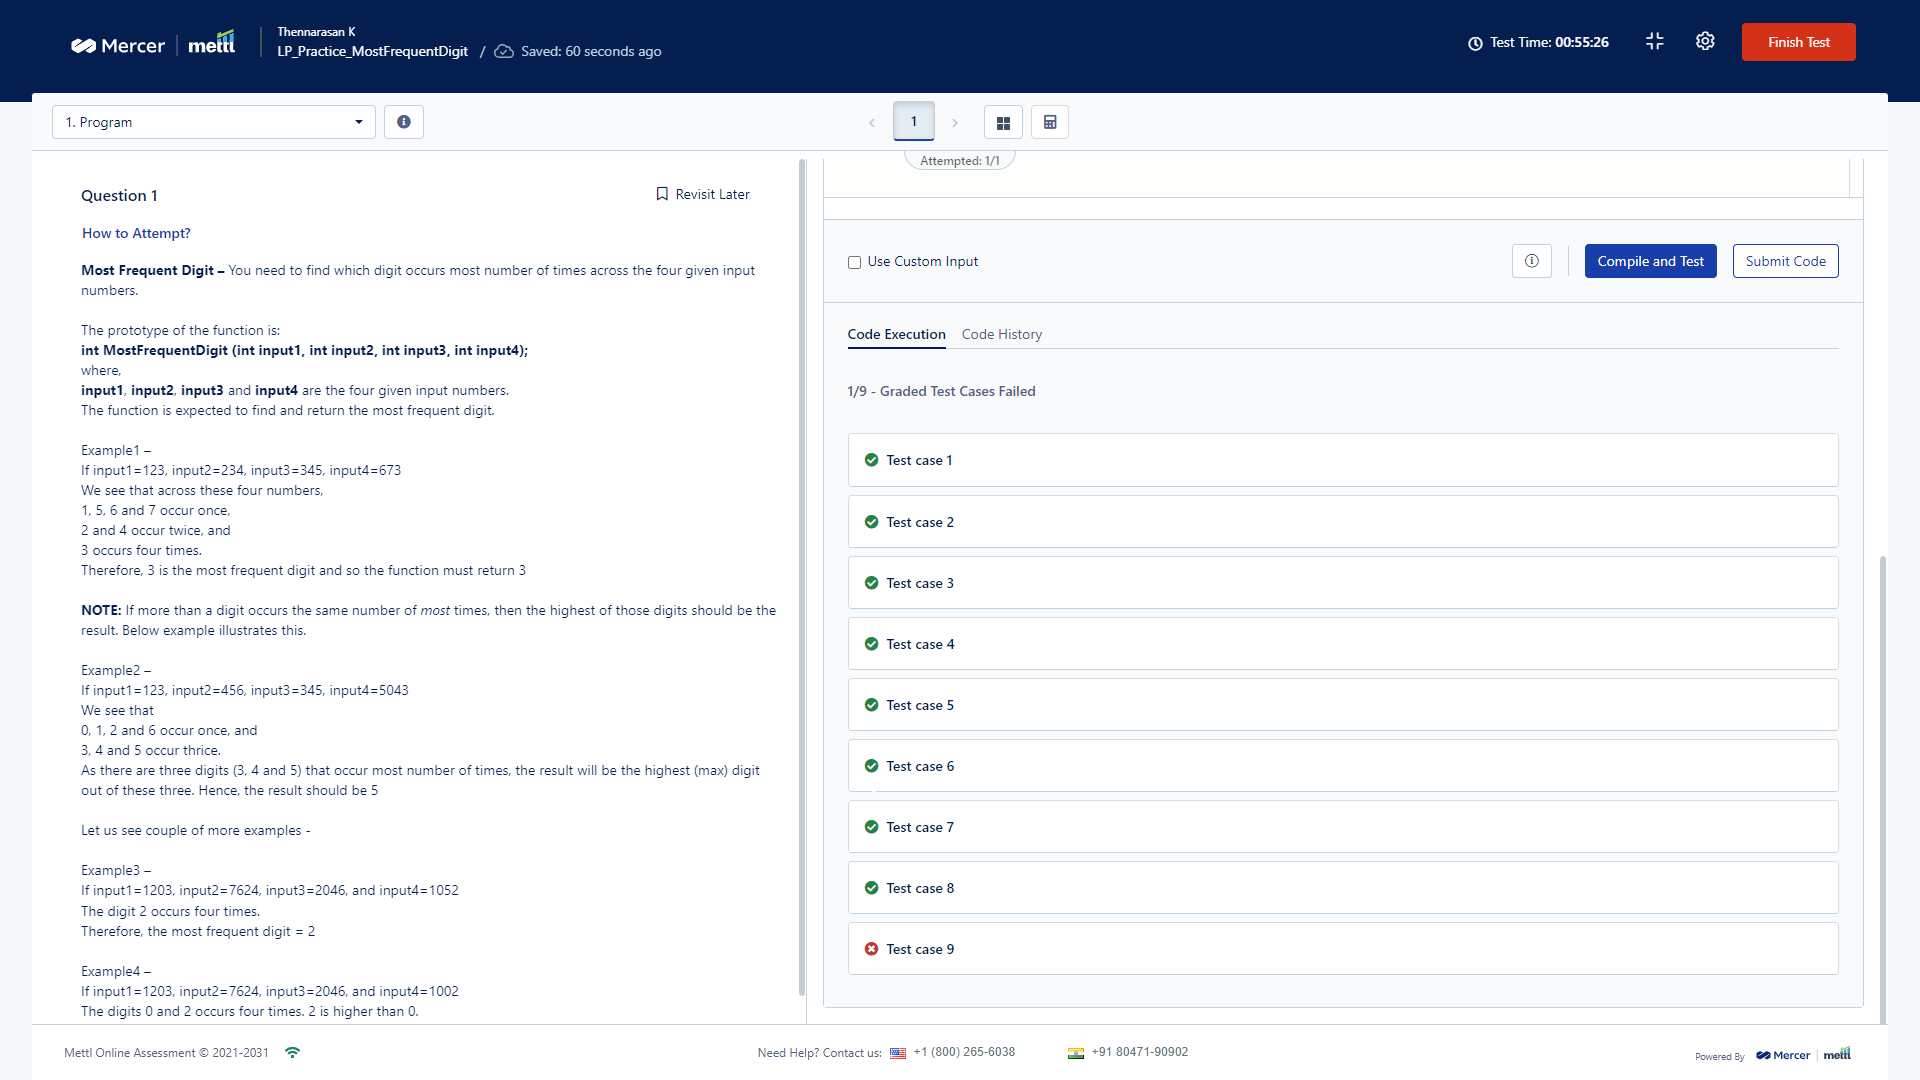 Mercer
mettl
Thennarasan K
LP_Practice_MostFrequentDigit / Saved: 60 seconds ago
Test Time: 00:55:26
Finish Test
1. Program
1
Attempted: 1/1
Question 1
Revisit Later
How to Attempt?
Most Frequent Digit – You need to find which digit occurs most number of times across the four given input
numbers.
The prototype of the function is:
int MostFrequentDigit (int input1, int input2, int input3, int input4);
where,
input1, input2, input3 and input4 are the four given input numbers.
The function is expected to find and return the most frequent digit.
Example1 –
If input1=123, input2=234, input3=345, input4=673
We see that across these four numbers,
1, 5, 6 and 7 occur once,
2 and 4 occur twice, and
3 occurs four times.
Therefore, 3 is the most frequent digit and so the function must return 3
NOTE: If more than a digit occurs the same number of most times, then the highest of those digits should be the
result. Below example illustrates this.
Example2 –
If input1=123, input2=456, input3=345, input4=5043
We see that
0, 1, 2 and 6 occur once, and
3, 4 and 5 occur thrice.
As there are three digits (3, 4 and 5) that occur most number of times, the result will be the highest (max) digit
out of these three. Hence, the result should be 5
Let us see couple of more examples -
Example3 –
If input1=1203, input2=7624, input3=2046, and input4=1052
The digit 2 occurs four times.
Therefore, the most frequent digit = 2
Example4 –
If input1=1203, input2=7624, input3=2046, and input4=1002
The digits 0 and 2 occurs four times. 2 is higher than 0.
Use Custom Input
Compile and Test
Submit Code
Code Execution
Code History
1/9 - Graded Test Cases Failed
Test case 1
Test case 2
Test case 3
Test case 4
Test case 5
Test case 6
Test case 7
Test case 8
Test case 9
Mettl Online Assessment © 2021-2031
Need Help? Contact us: +1 (800) 265-6038
+91 80471-90902
Powered By Mercer mettl